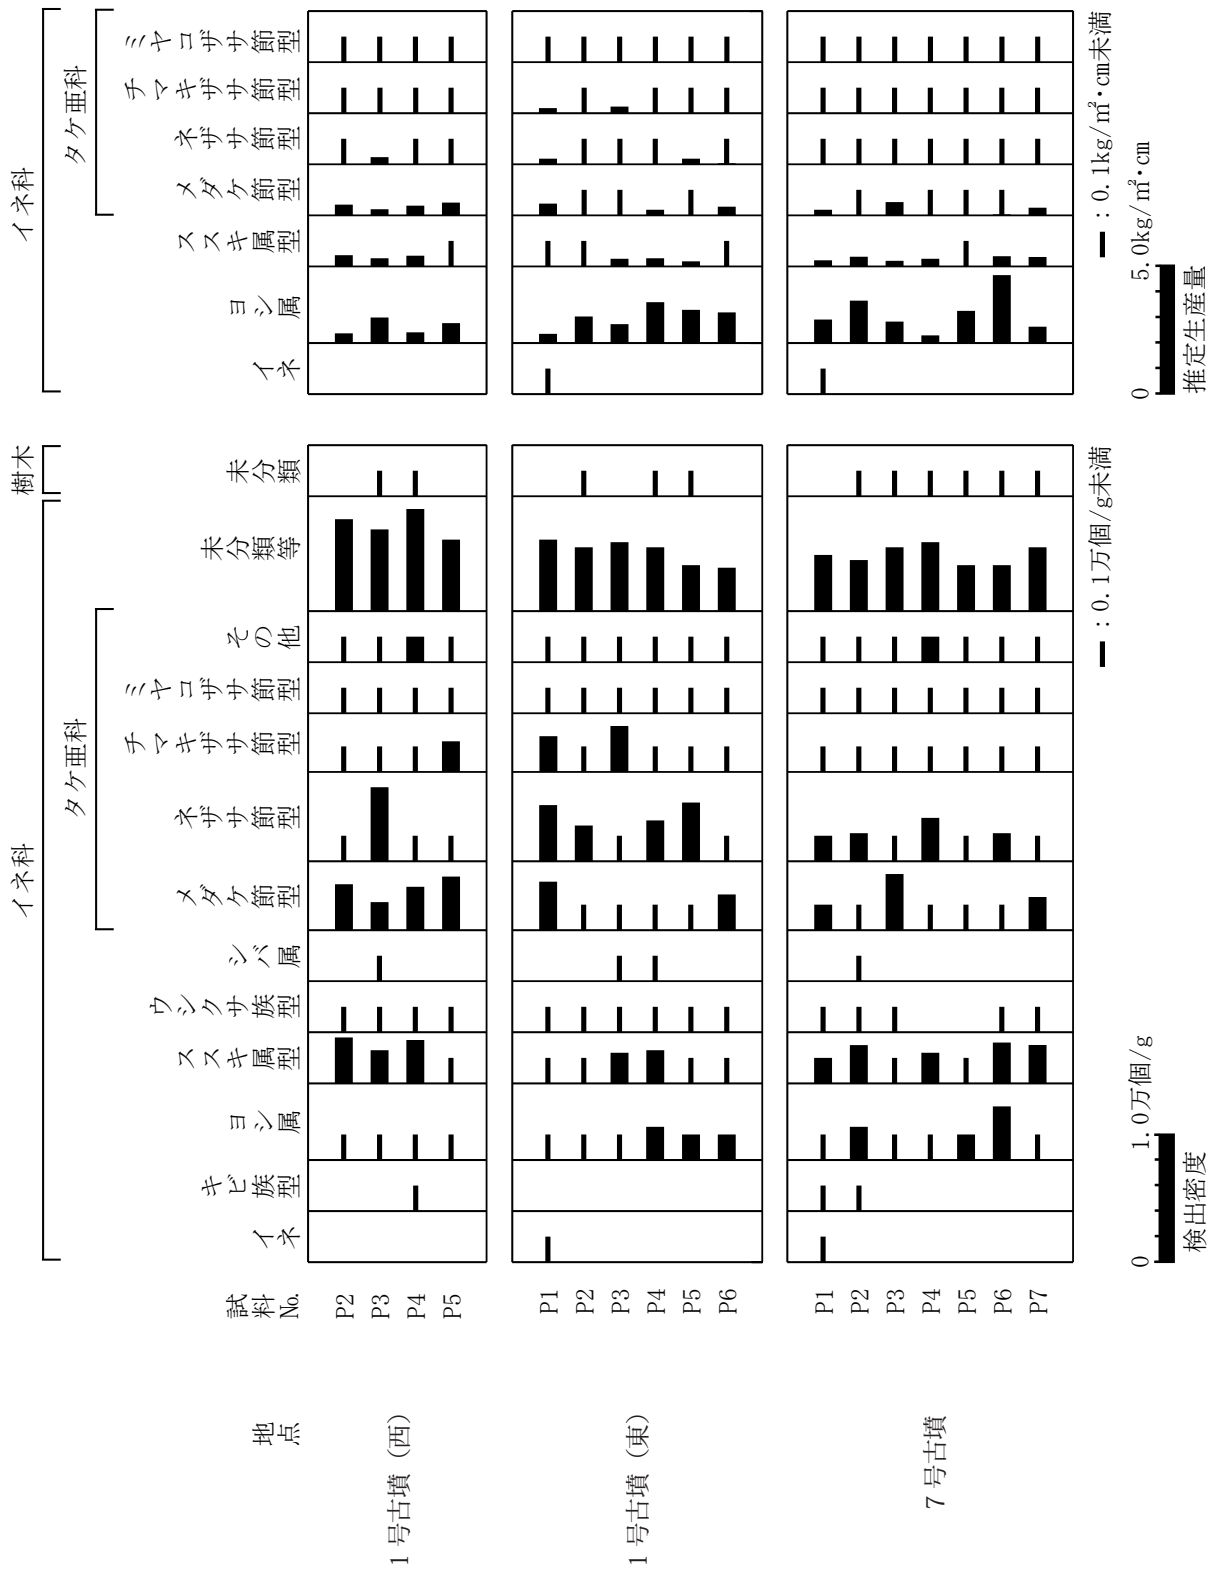 地点
試料No.
イネ科
タケ亜科
樹木
イネ
キビ族型
ヨシ属
ススキ属型
ウシクサ族型
シバ属
メダケ節型
ネザサ節型
チマキザサ節型
ミヤコザサ節型
その他
未分類等
未分類
イネ科
タケ亜科
イネ
ヨシ属
ススキ属型
メダケ節型
ネザサ節型
チマキザサ節型
ミヤコザサ節型
1号古墳（西）
P2
P3
P4
P5
1号古墳（東）
P1
P2
P3
P4
P5
P6
7号古墳
P1
P2
P3
P4
P5
P6
P7
0 1.0万個/g
検出密度
：0.1万個/g未満
0 5.0kg/㎡･cm
推定生産量
：0.1kg/㎡･cm未満